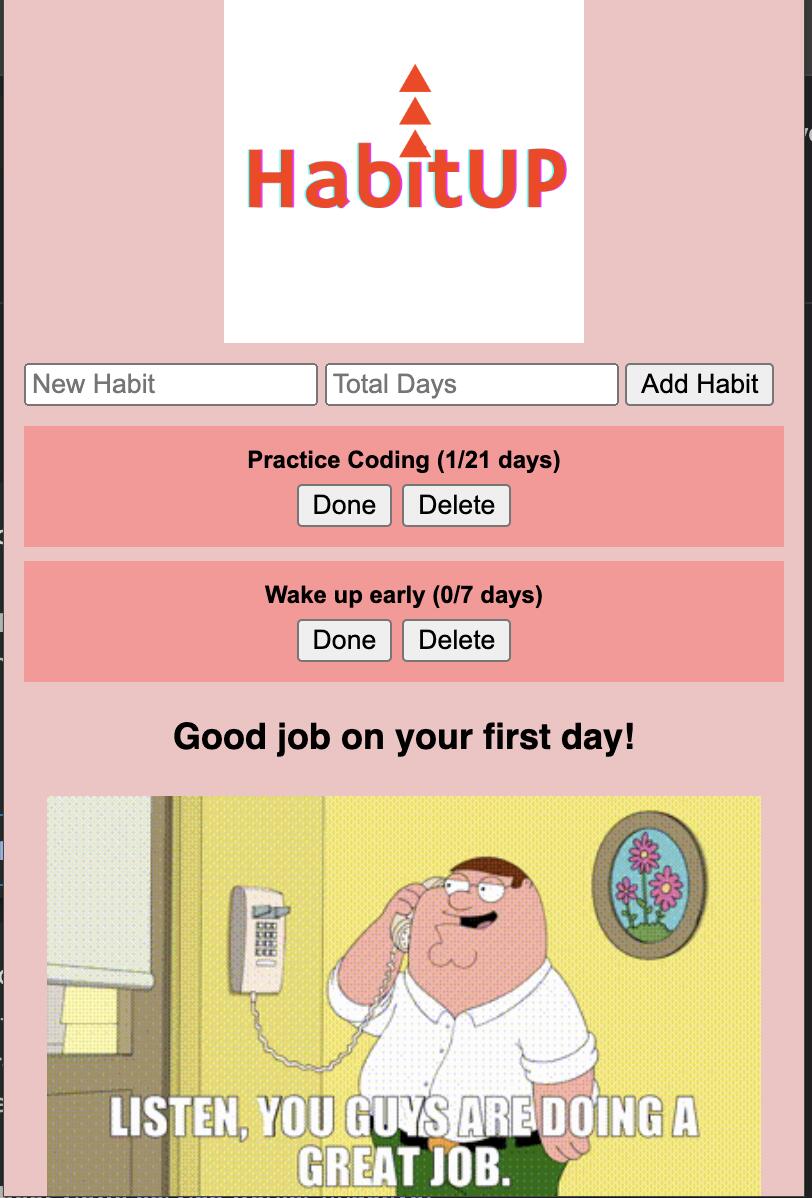 HabitUP
New Habit Total Days Add Habit
Practice Coding (1/21 days)
Done Delete
Wake up early (0/7 days)
Done Delete
Good job on your first day!
LISTEN, YOU GUYS ARE DOING A
GREAT JOB.